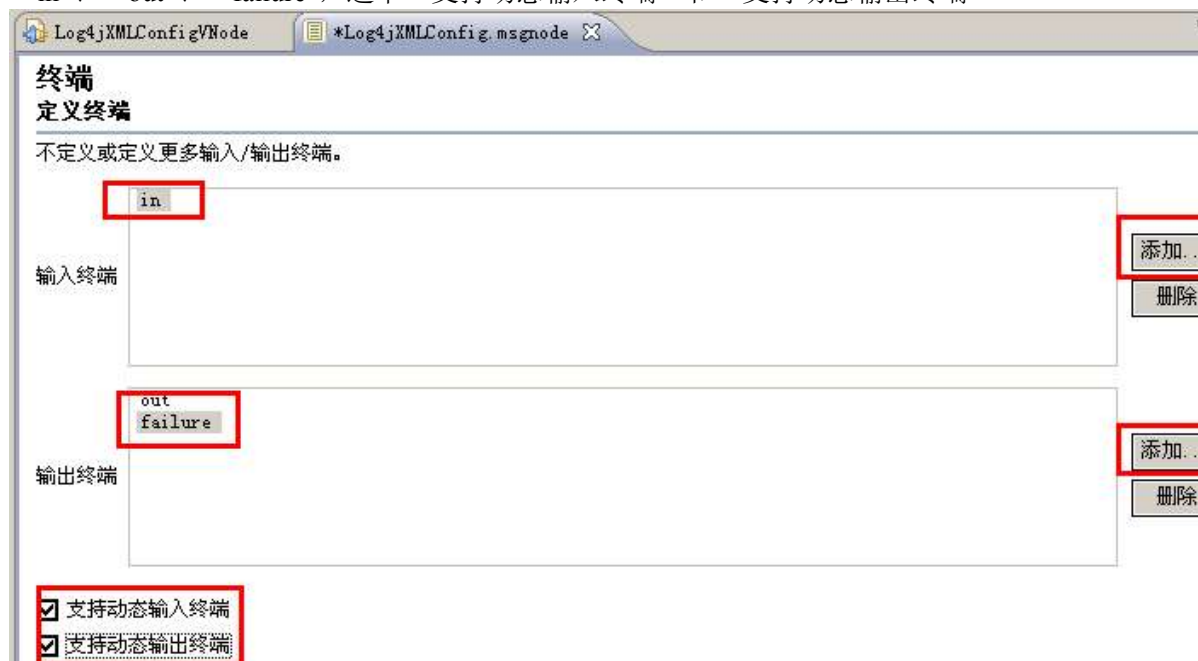 Log4jXMLConfigVNode *Log4jXMLConfig.msgnode
终端
定义终端
不定义或定义更多输入/输出终端。
in
添加..
输入终端
删除
out
failure
添加..
输出终端
删除
支持动态输入终端
支持动态输出终端